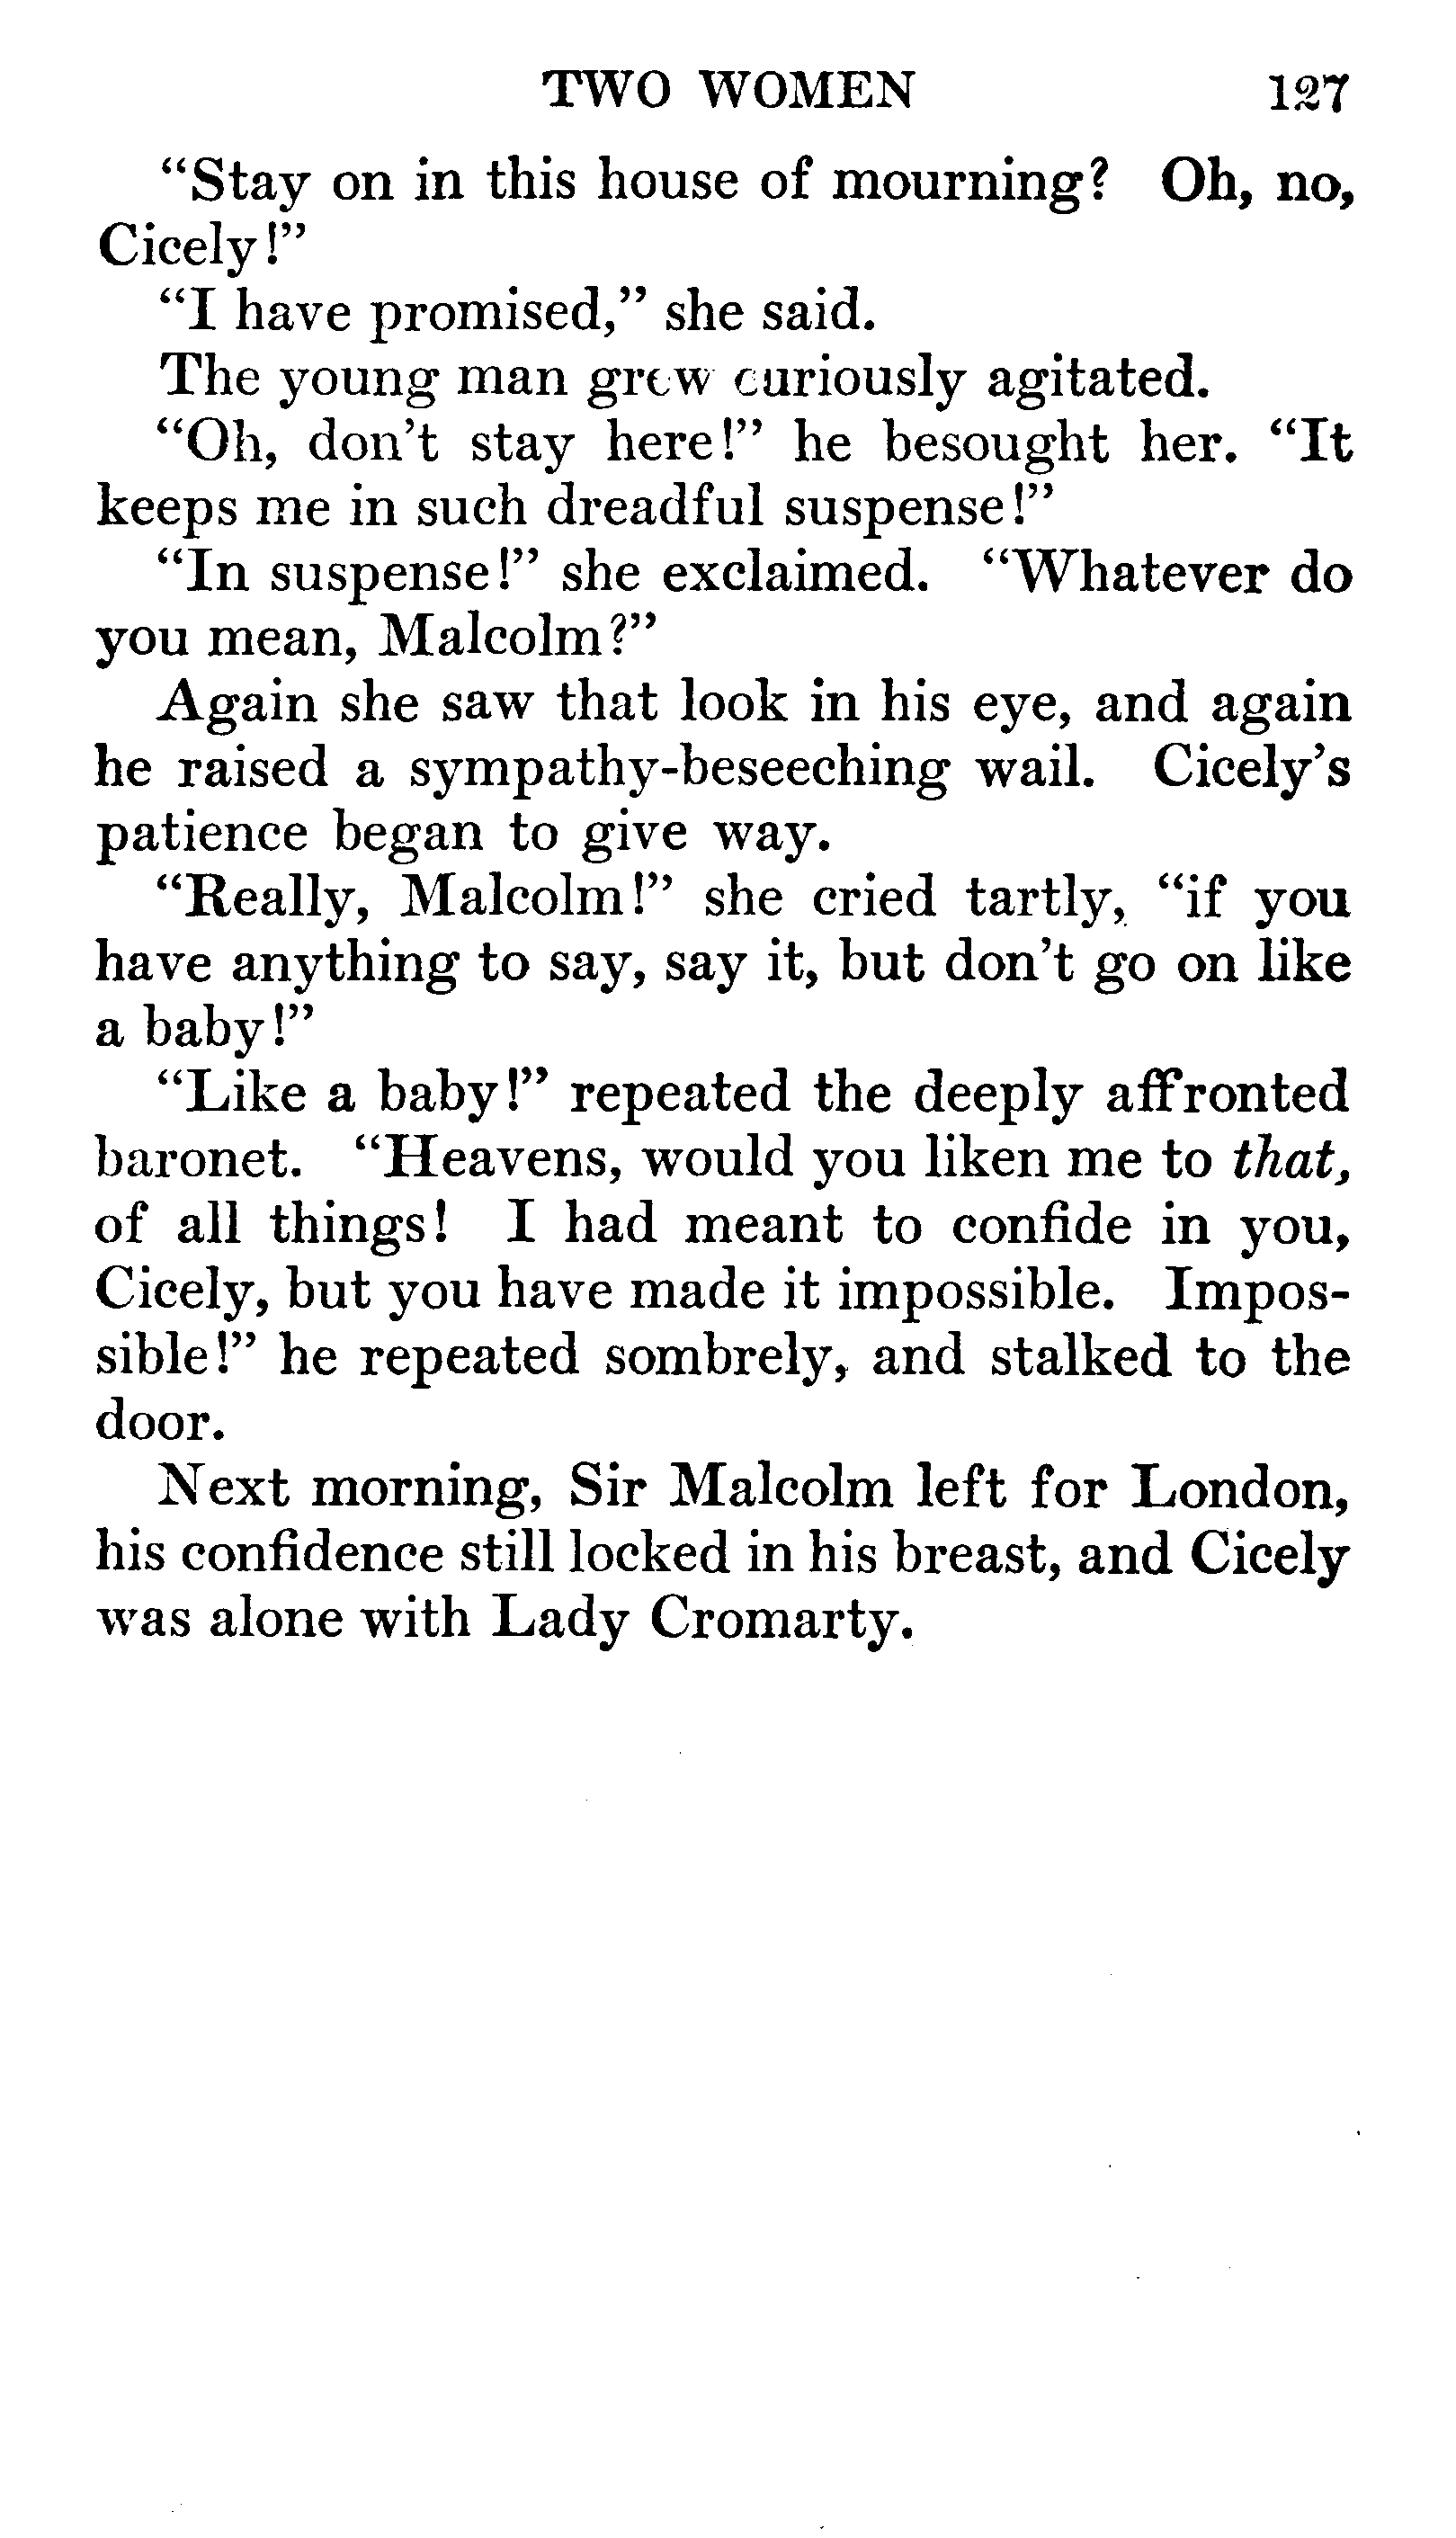 TWO WOMEN 127
“Stay on in this house of mourning? Oh, no,
Cicely!”
“I have promised,” she said.
The young man grew curiously agitated.
“Oh, don’t stay here!” he besought her. “It
keeps me in such dreadful suspense!”
“In suspense!” she exclaimed. “Whatever do
you mean, Malcolm?”
Again she saw that look in his eye, and again
he raised a sympathy-beseeching wail. Cicely’s
patience began to give way.
“Really, Malcolm!” she cried tartly, “if you
have anything to say, say it, but don’t go on like
a baby!”
“Like a baby!” repeated the deeply affronted
baronet. “Heavens, would you liken me to that,
of all things! I had meant to confide in you,
Cicely, but you have made it impossible. Impos-
sible!” he repeated sombrely, and stalked to the
door.
Next morning, Sir Malcolm left for London,
his confidence still locked in his breast, and Cicely
was alone with Lady Cromarty.